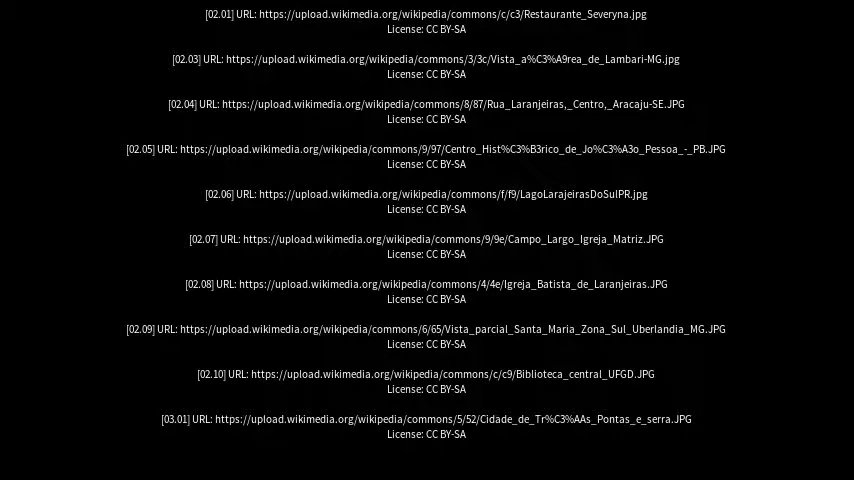 [02.01] URL: https://upload.wikimedia.org/wikipedia/commons/c/c3/Restaurante_Severyna.jpg
License: CC BY-SA
[02.03] URL: https://upload.wikimedia.org/wikipedia/commons/3/3c/Vista_a%C3%A9rea_de_Lambari-MG.jpg
License: CC BY-SA
[02.04] URL: https://upload.wikimedia.org/wikipedia/commons/8/87/Rua_Laranjeiras,_Centro,_Aracaju-SE.JPG
License: CC BY-SA
[02.05] URL: https://upload.wikimedia.org/wikipedia/commons/9/97/Centro_Hist%C3%B3rico_de_Jo%C3%A3o_Pessoa_-_PB.JPG
License: CC BY-SA
[02.06] URL: https://upload.wikimedia.org/wikipedia/commons/f/f9/LagoLarajeirasDoSulPR.jpg
License: CC BY-SA
[02.07] URL: https://upload.wikimedia.org/wikipedia/commons/9/9e/Campo_Largo_Igreja_Matriz.JPG
License: CC BY-SA
[02.08] URL: https://upload.wikimedia.org/wikipedia/commons/4/4e/Igreja_Batista_de_Laranjeiras.JPG
License: CC BY-SA
[02.09] URL: https://upload.wikimedia.org/wikipedia/commons/6/65/Vista_parcial_Santa_Maria_Zona_Sul_Uberlandia_MG.JPG
License: CC BY-SA
[02.10] URL: https://upload.wikimedia.org/wikipedia/commons/c/c9/Biblioteca_central_UFGD.JPG
License: CC BY-SA
[03.01] URL: https://upload.wikimedia.org/wikipedia/commons/5/52/Cidade_de_Tr%C3%AAs_Pontas_e_serra.JPG
License: CC BY-SA